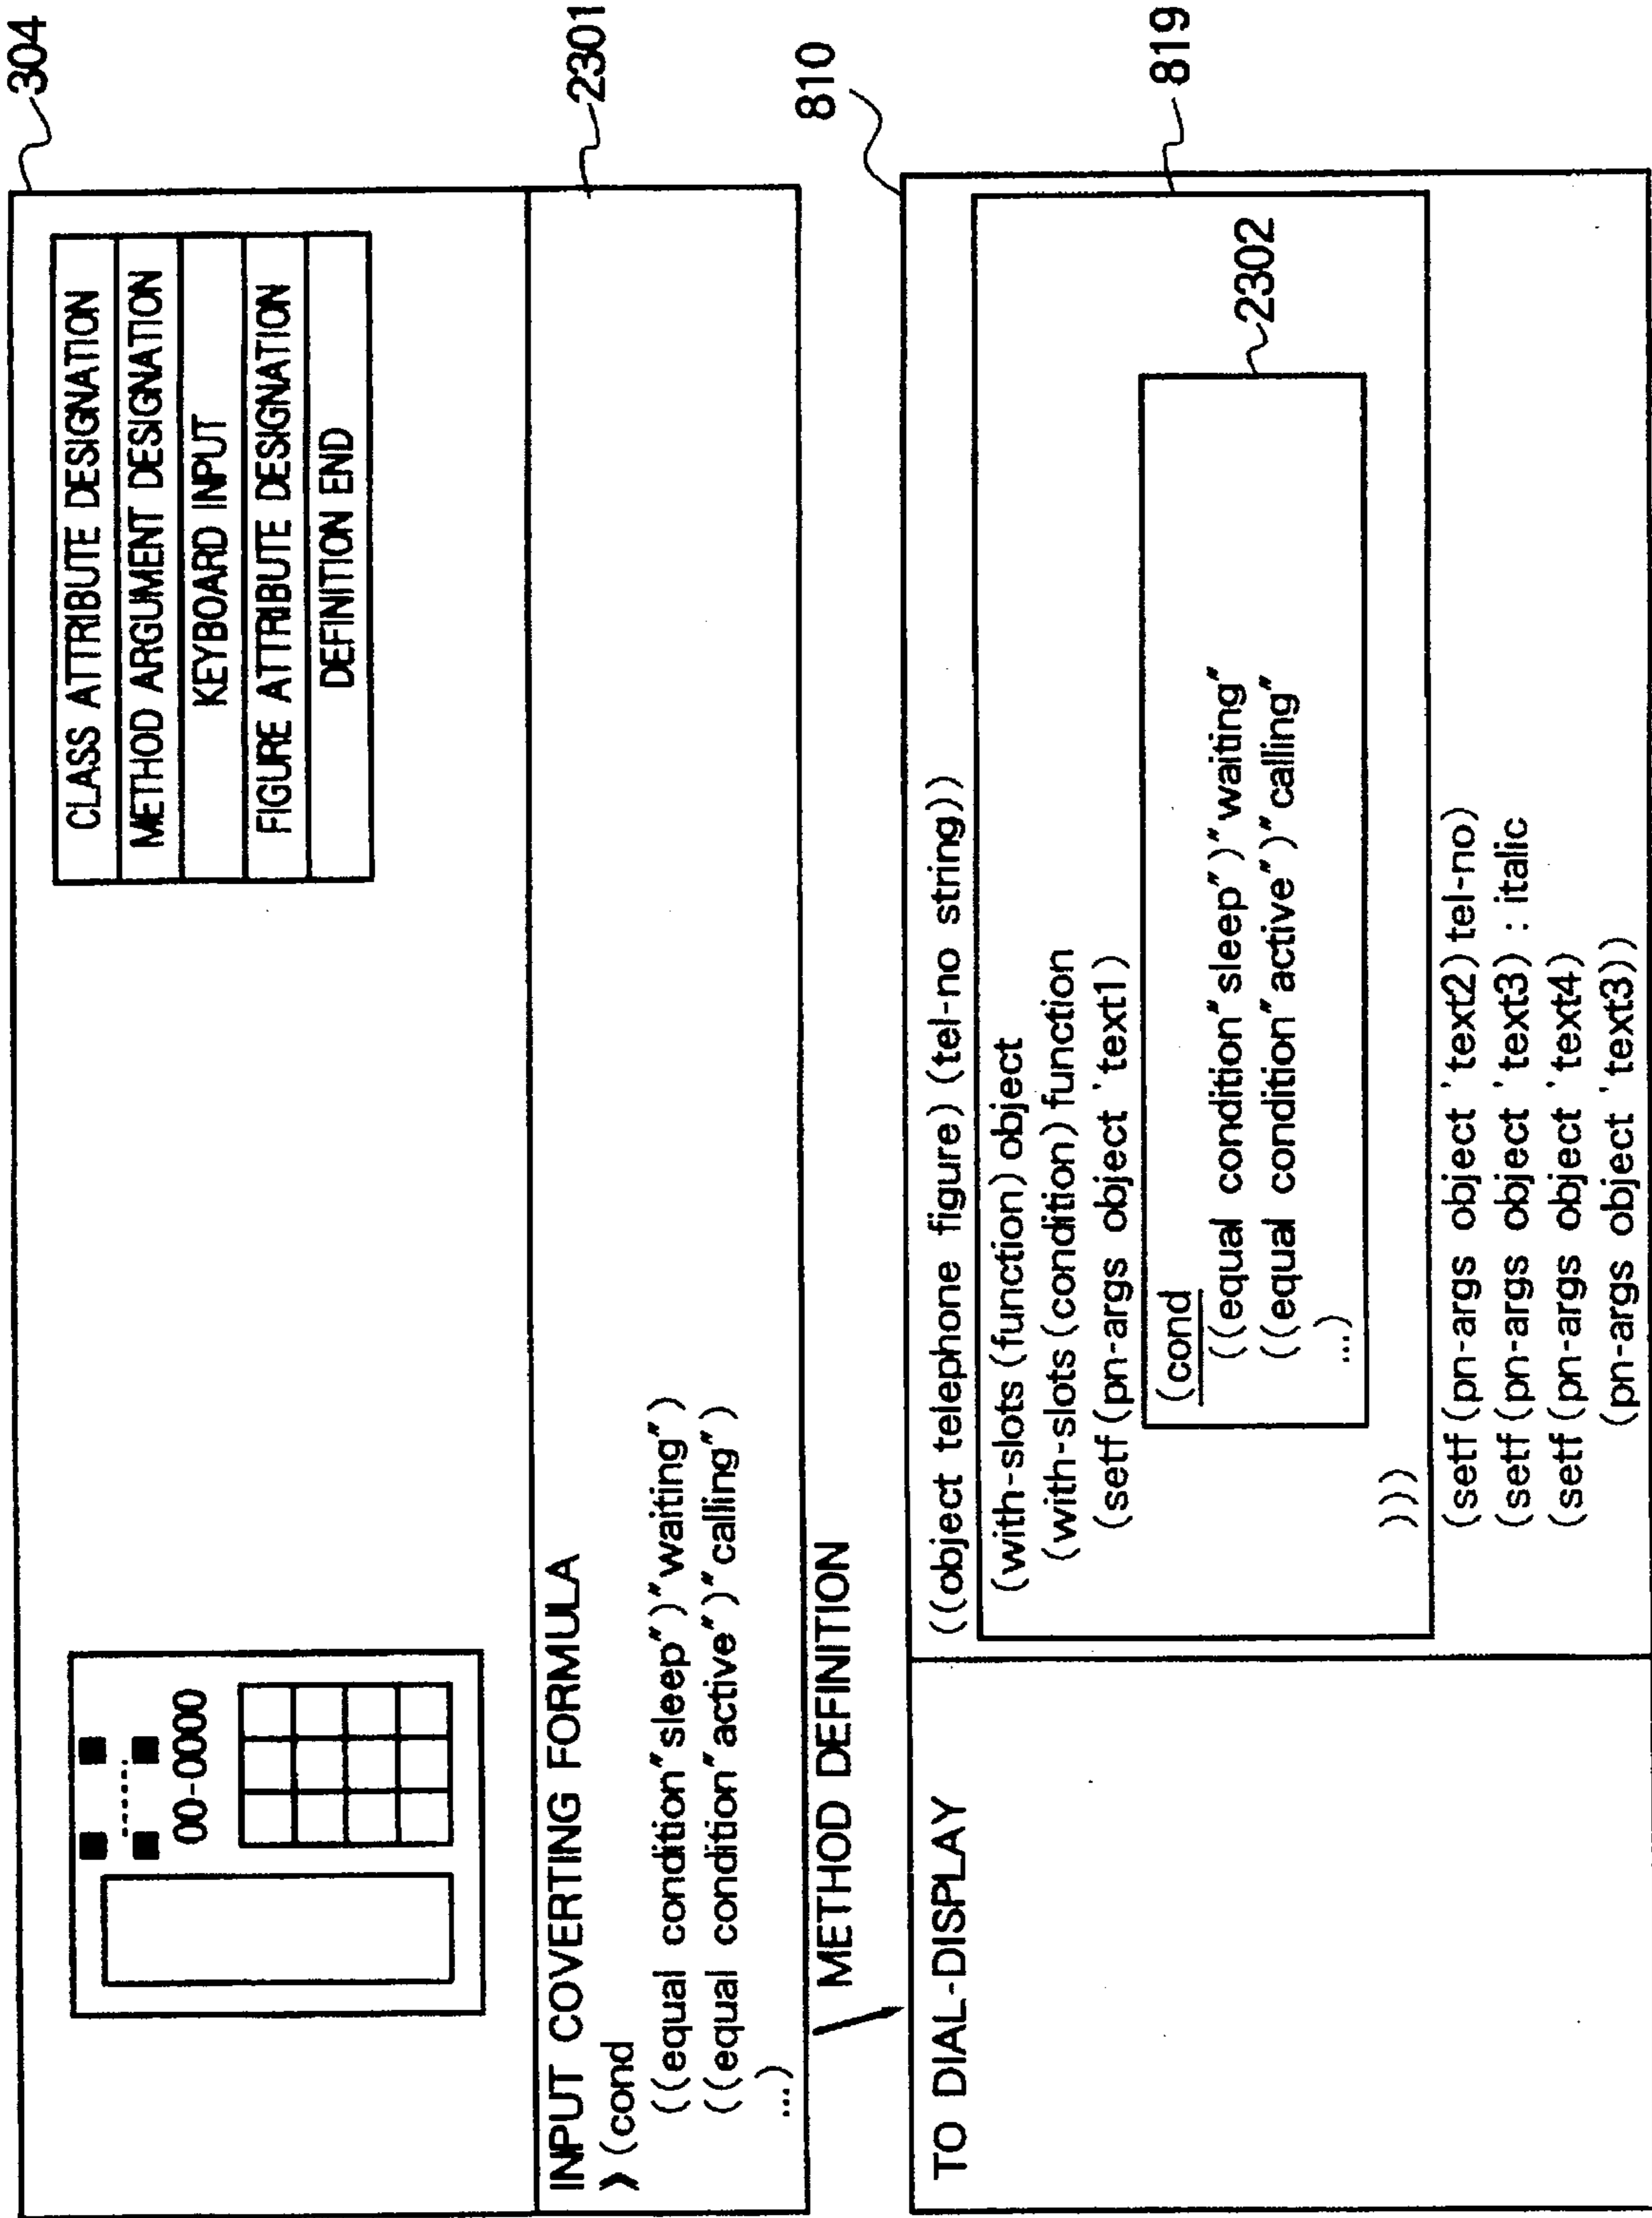 304
CLASS ATTRIBUTE DESIGNATION
METHOD ARGUMENT DESIGNATION
KEYBOARD INPUT
FIGURE ATTRIBUTE DESIGNATION
DEFINITION END
------
00-0000
2301
INPUT COVERTING FORMULA
❯(cond
((equal condition″sleep″)″waiting″)
((equal condition″active″)″calling″)
...)
METHOD DEFINITION
810
TO DIAL-DISPLAY
((object telephone figure)(tel-no string))
819
(with-slots(function)object
(with-slots(condition)function
(setf(pn-args object `text1)
2302
(cond
((equal condition″sleep″)″waiting″
((equal condition″active″)″calling″
...)
)))
(setf(pn-args object 'text2)tel-no)
(setf(pn-args object 'text3) : italic
(setf(pn-args object `text4)
(pn-args object 'text3))